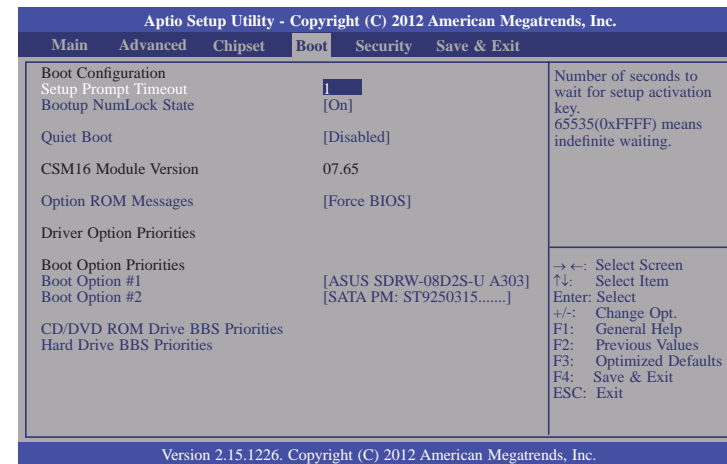 Aptio Setup Utility - Copyright (C) 2012 American Megatrends, Inc.
Main Advanced Chipset Boot Security Save & Exit
Boot Configuration
Setup Prompt Timeout 1
Bootup NumLock State [On]
Quiet Boot [Disabled]
CSM16 Module Version 07.65
Option ROM Messages [Force BIOS]
Driver Option Priorities
Boot Option Priorities
Boot Option #1 [ASUS SDRW-08D2S-U A303]
Boot Option #2 [SATA PM: ST9250315.......]
CD/DVD ROM Drive BBS Priorities
Hard Drive BBS Priorities
Number of seconds to
wait for setup activation
key.
65535(0xFFFF) means
indefinite waiting.
→←: Select Screen
↑↓: Select Item
Enter: Select
+/-: Change Opt.
F1: General Help
F2: Previous Values
F3: Optimized Defaults
F4: Save & Exit
ESC: Exit
Version 2.15.1226. Copyright (C) 2012 American Megatrends, Inc.